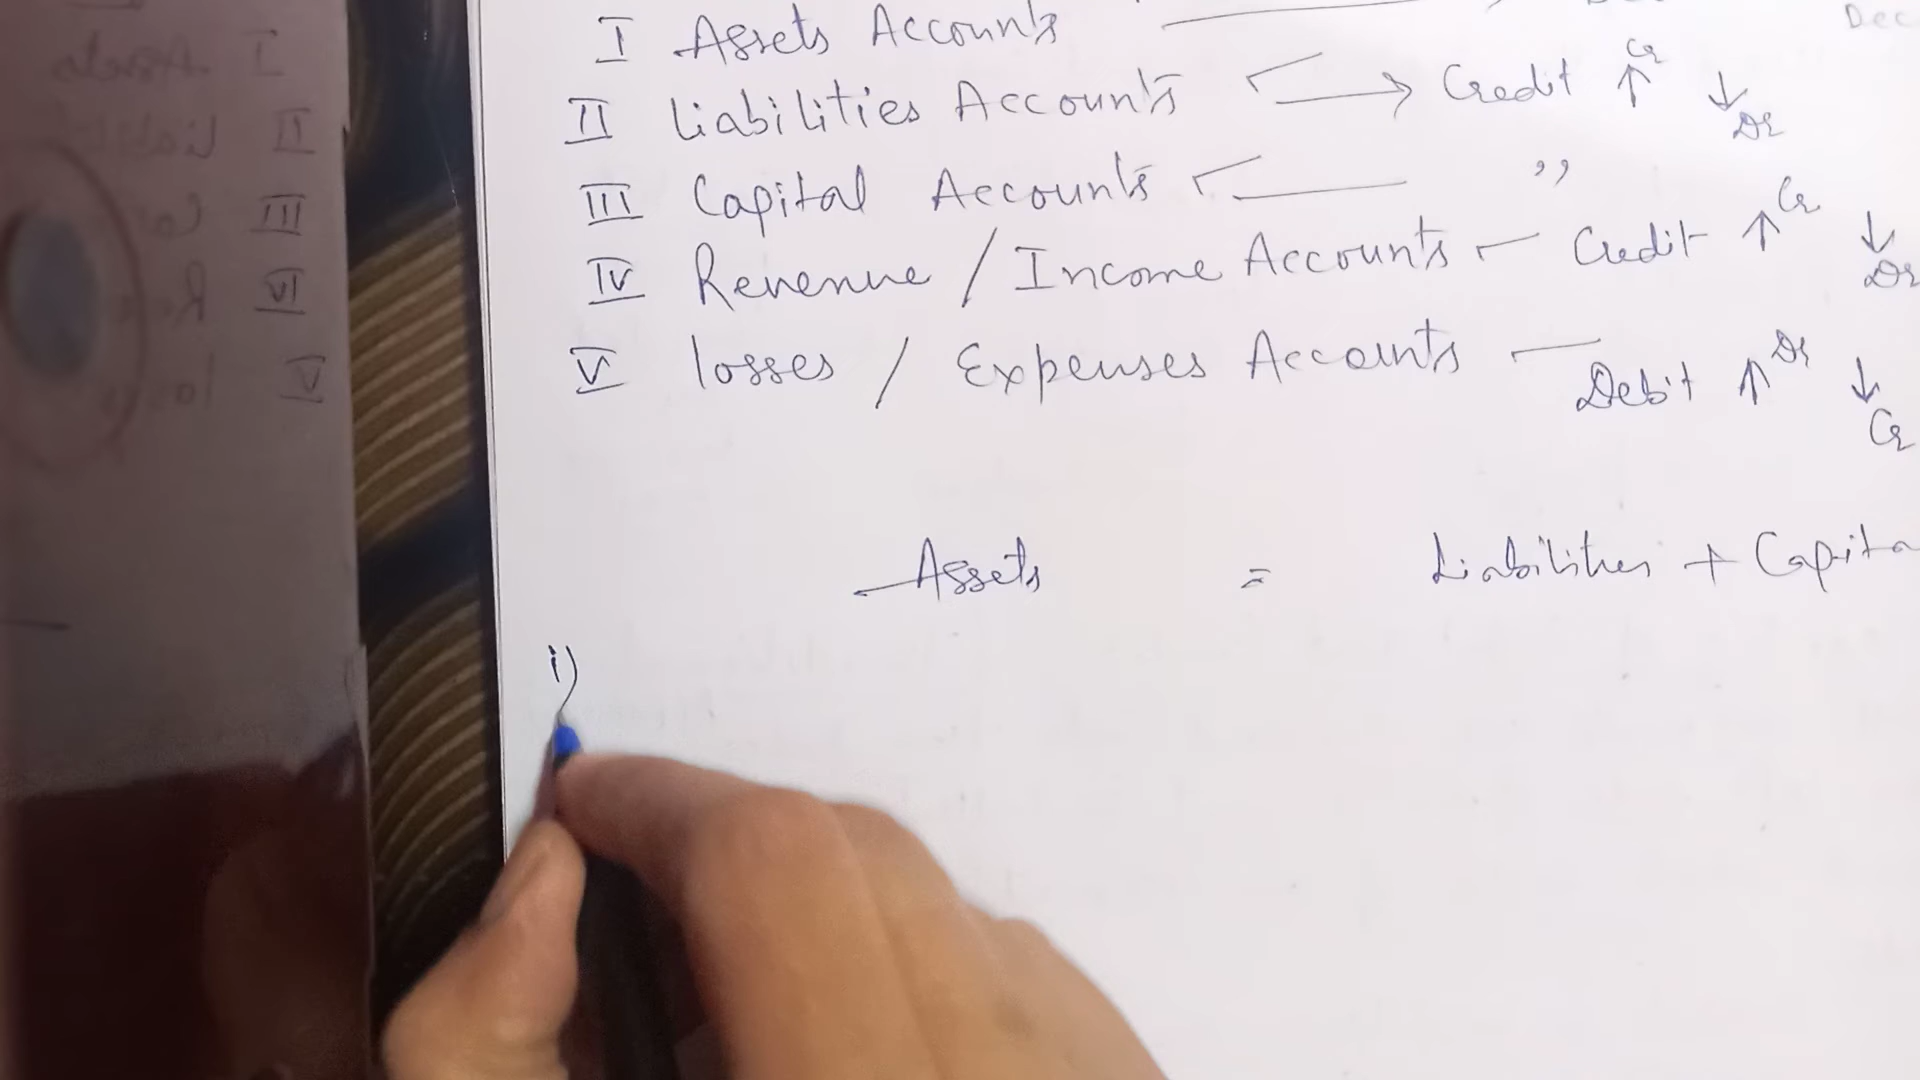 I Assets Accounts Dec
II Liabilities Accounts Credit ↑ Cr ↓ Dr
III Capital Accounts ,,
IV Revenue / Income Accounts - Credit ↑ Cr ↓ Dr
V losses / Expenses Accounts - Debit ↑ Dr ↓ Cr
Assets = Liabilities + Capita
i)